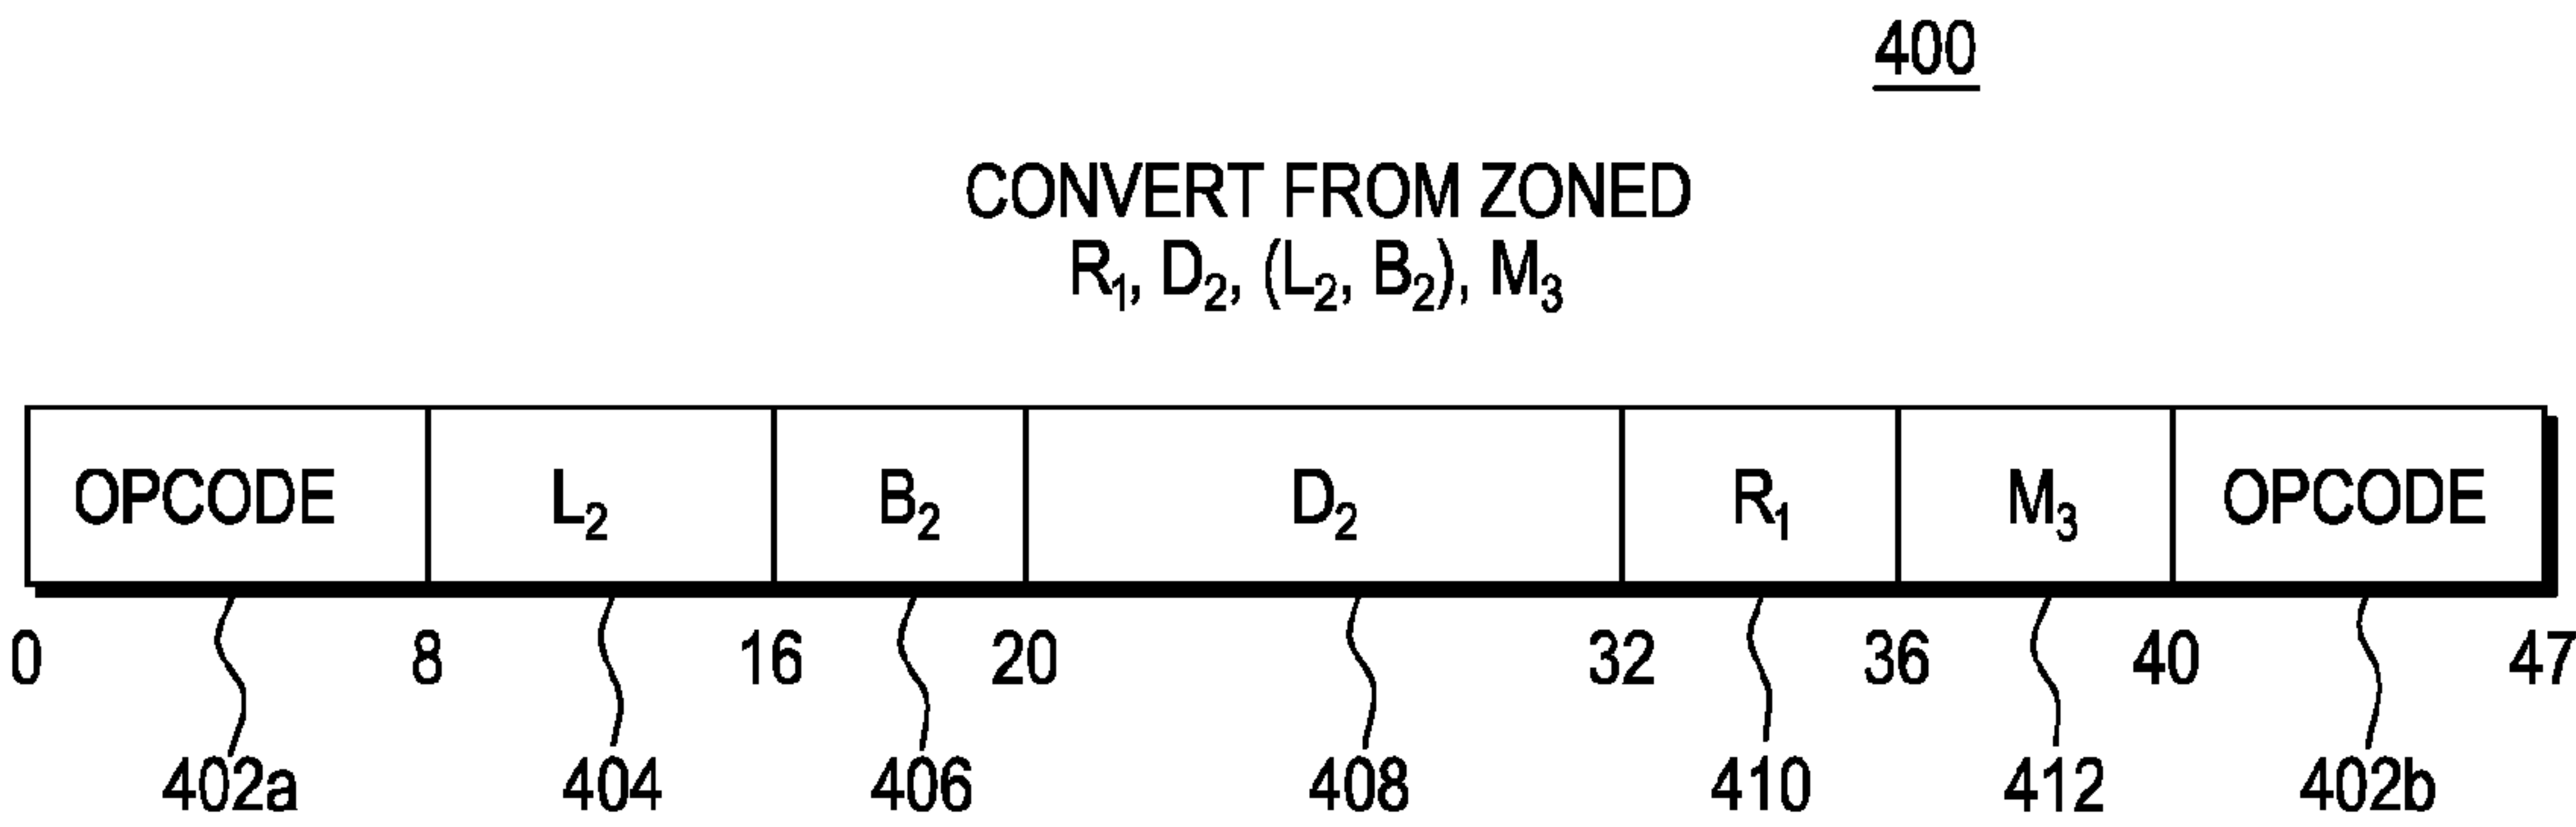 400
CONVERT FROM ZONED
R₁, D₂, (L₂, B₂), M₃
OPCODE L₂ B₂ D₂ R₁ M₃ OPCODE
0 8 16 20 32 36 40 47
402a 404 406 408 410 412 402b